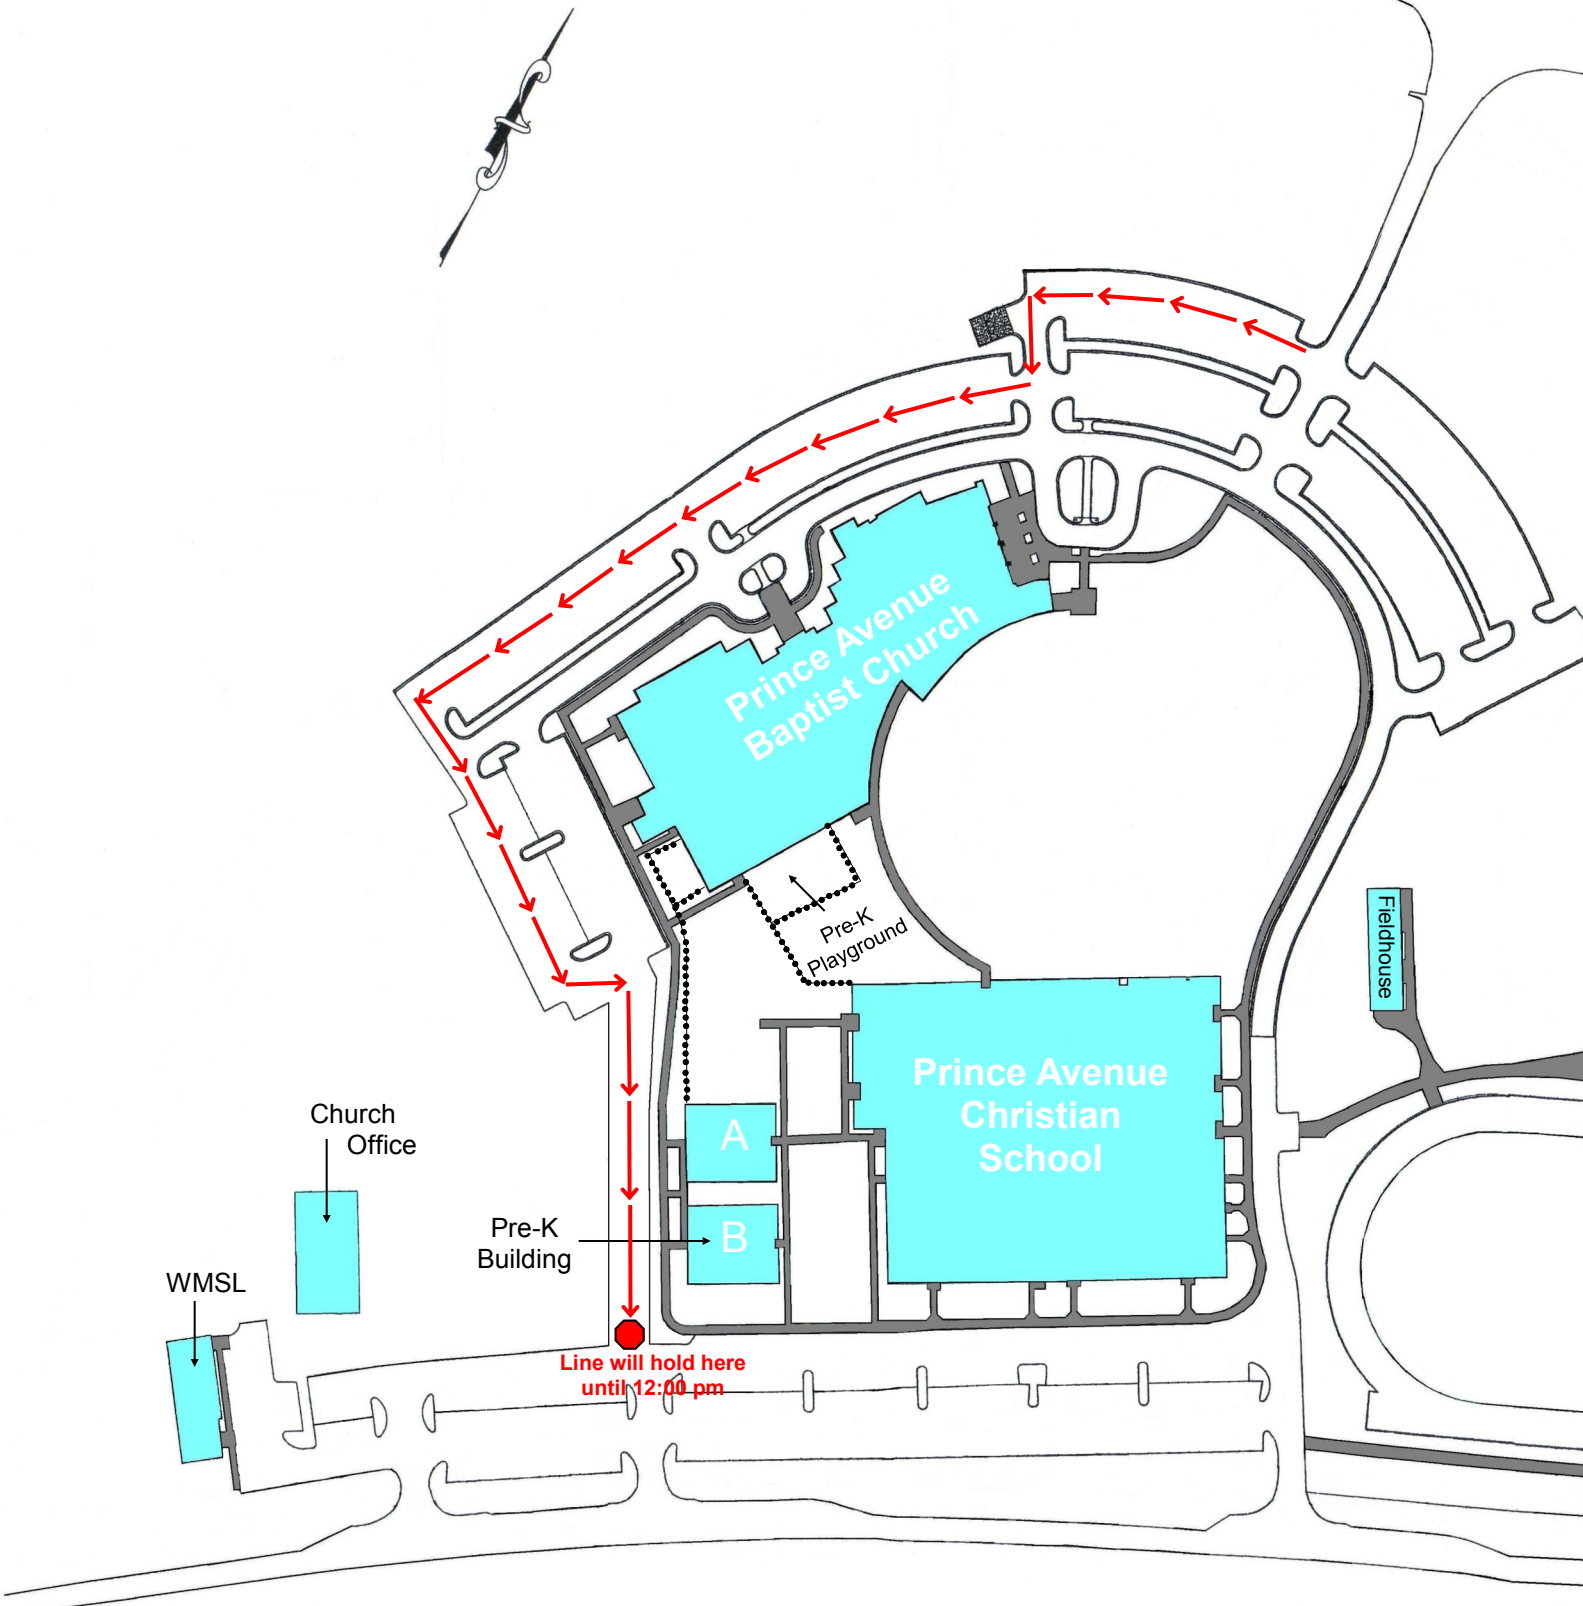 Prince Avenue
Baptist Church
Pre-K
Playground
Fieldhouse
Prince Avenue
Christian
School
Church
Office
A
Pre-K
Building
B
WMSL
Line will hold here
until 12:00 pm